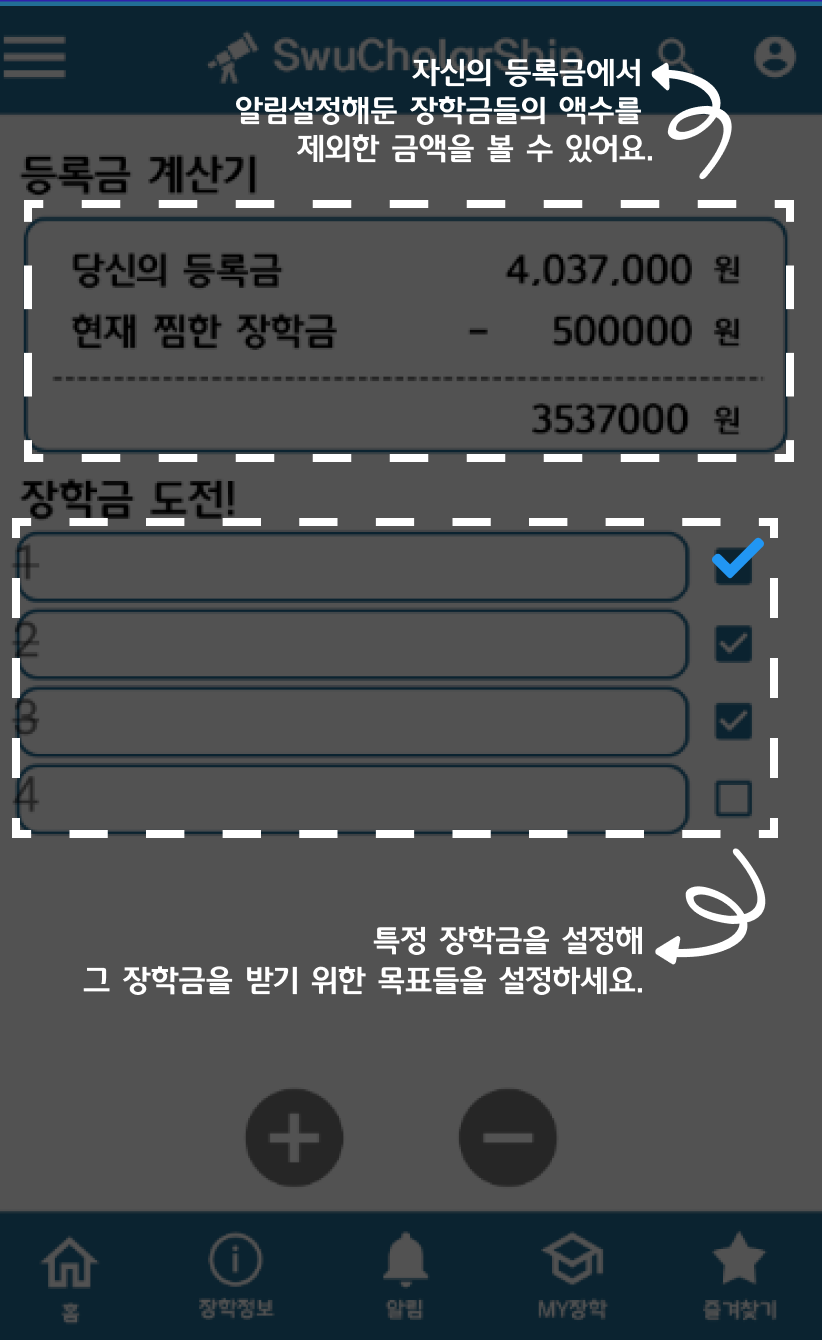 SwuCholarShip
자신의 등록금에서
알림설정해둔 장학금들의 액수를
제외한 금액을 볼 수 있어요.
등록금 계산기
당신의 등록금 4,037,000 원
현재 찜한 장학금 - 500000 원
3537000 원
장학금 도전!
1
2
3
4
특정 장학금을 설정해
그 장학금을 받기 위한 목표들을 설정하세요.
홈 장학정보 알림 MY장학 즐겨찾기